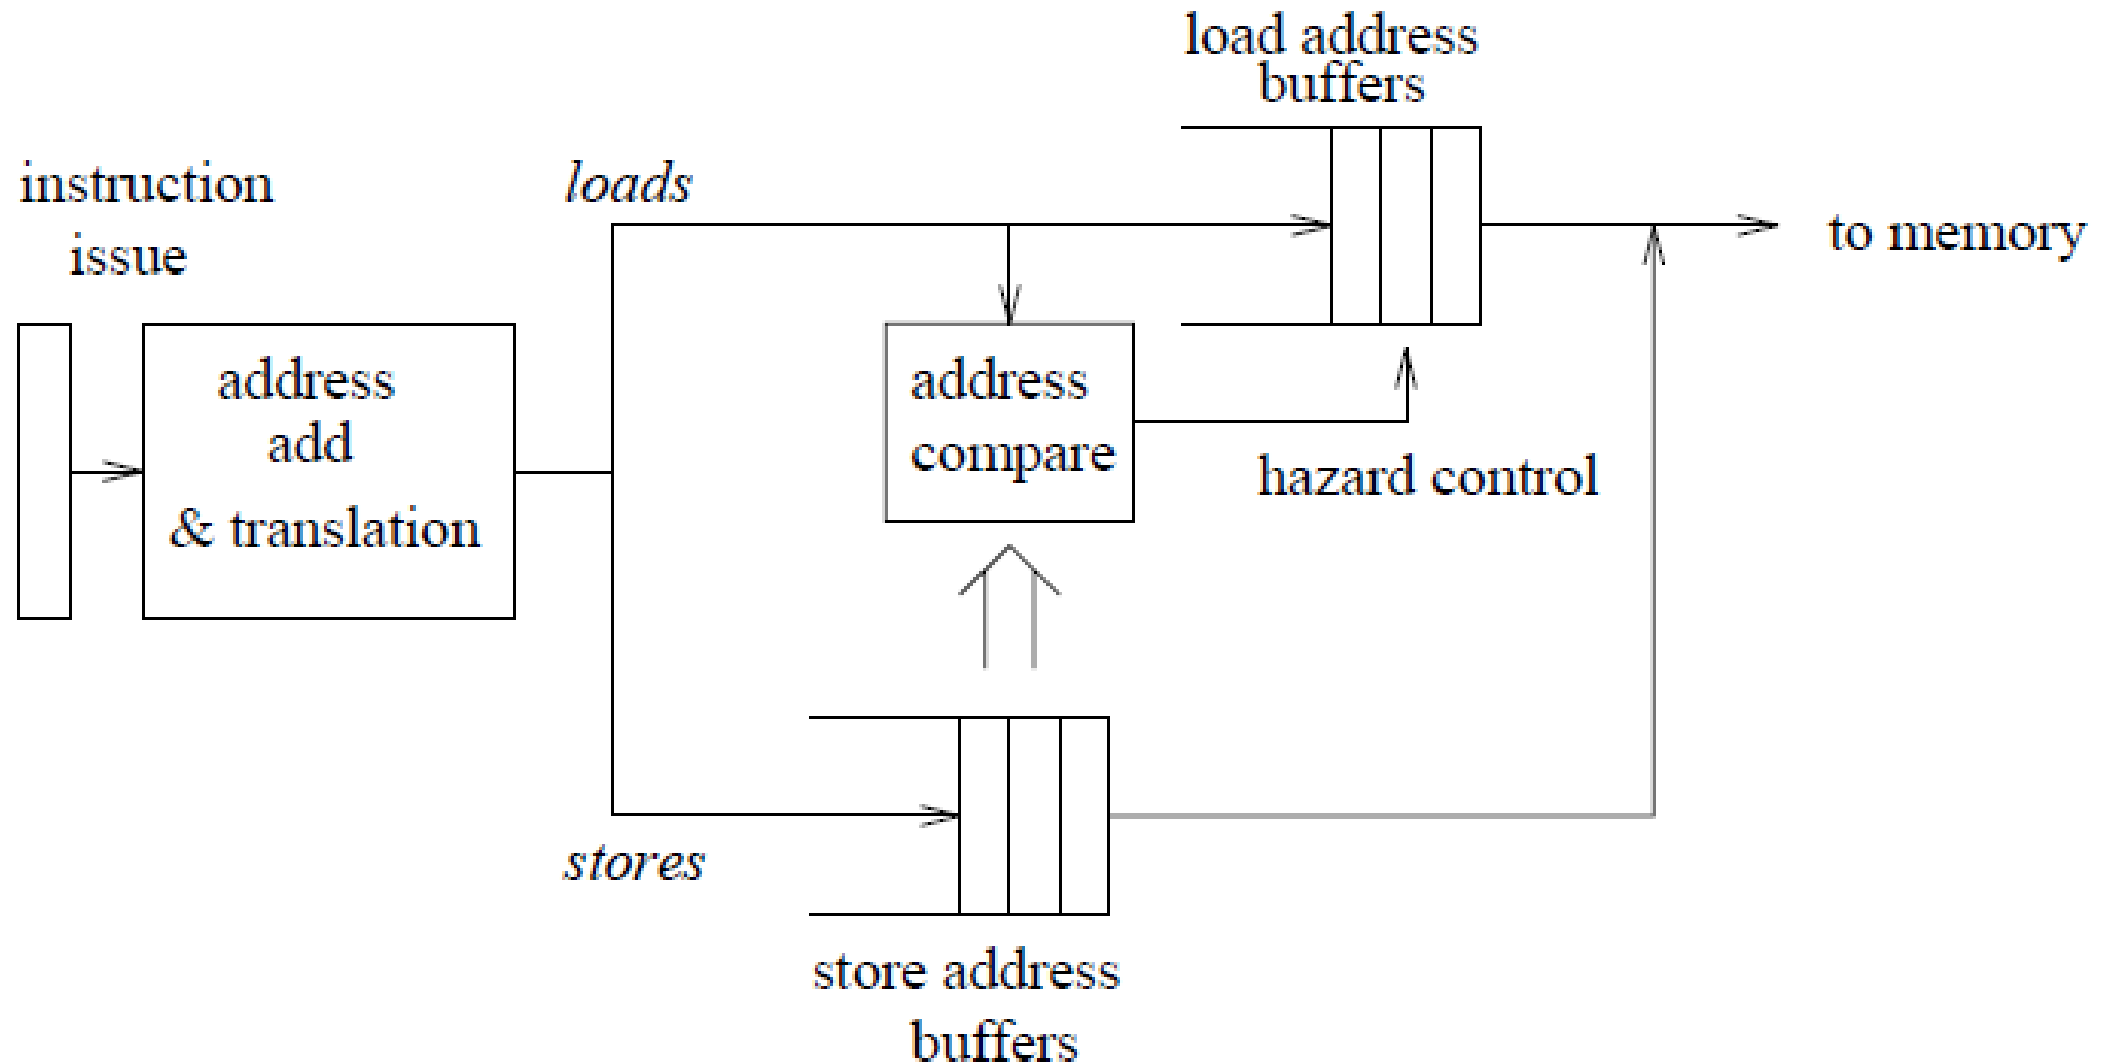 load address
buffers
instruction
issue
loads
to memory
address
add
& translation
address
compare
hazard control
stores
store address
buffers